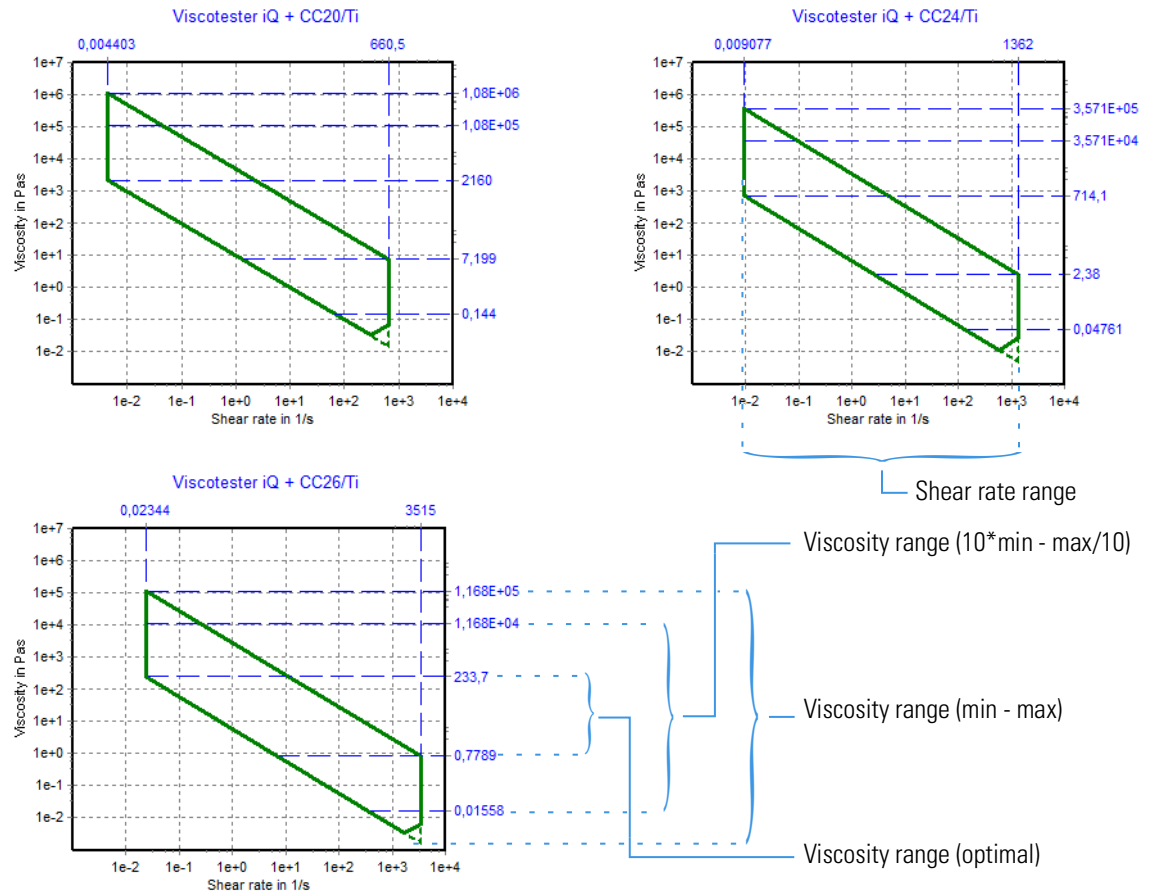 Viscotester iQ + CC20/Ti
0,004403 660,5
1e+7
1e+6
1e+5
1e+4
1e+3
1e+2
1e+1
1e+0
1e-1
1e-2
Viscosity in Pas
1,08E+06
1,08E+05
2160
7,199
0,144
1e-2 1e-1 1e+0 1e+1 1e+2 1e+3 1e+4
Shear rate in 1/s
Viscotester iQ + CC24/Ti
0,009077 1362
1e+7
1e+6
1e+5
1e+4
1e+3
1e+2
1e+1
1e+0
1e-1
1e-2
Viscosity in Pas
3,571E+05
3,571E+04
714,1
2,38
0,04761
1e-2 1e-1 1e+0 1e+1 1e+2 1e+3 1e+4
Shear rate in 1/s
Shear rate range
Viscotester iQ + CC26/Ti
0,02344 3515
1e+7
1e+6
1e+5
1e+4
1e+3
1e+2
1e+1
1e+0
1e-1
1e-2
Viscosity in Pas
1,168E+05
1,168E+04
233,7
0,7789
0,01558
1e-2 1e-1 1e+0 1e+1 1e+2 1e+3 1e+4
Shear rate in 1/s
Viscosity range (10*min - max/10)
Viscosity range (min - max)
Viscosity range (optimal)